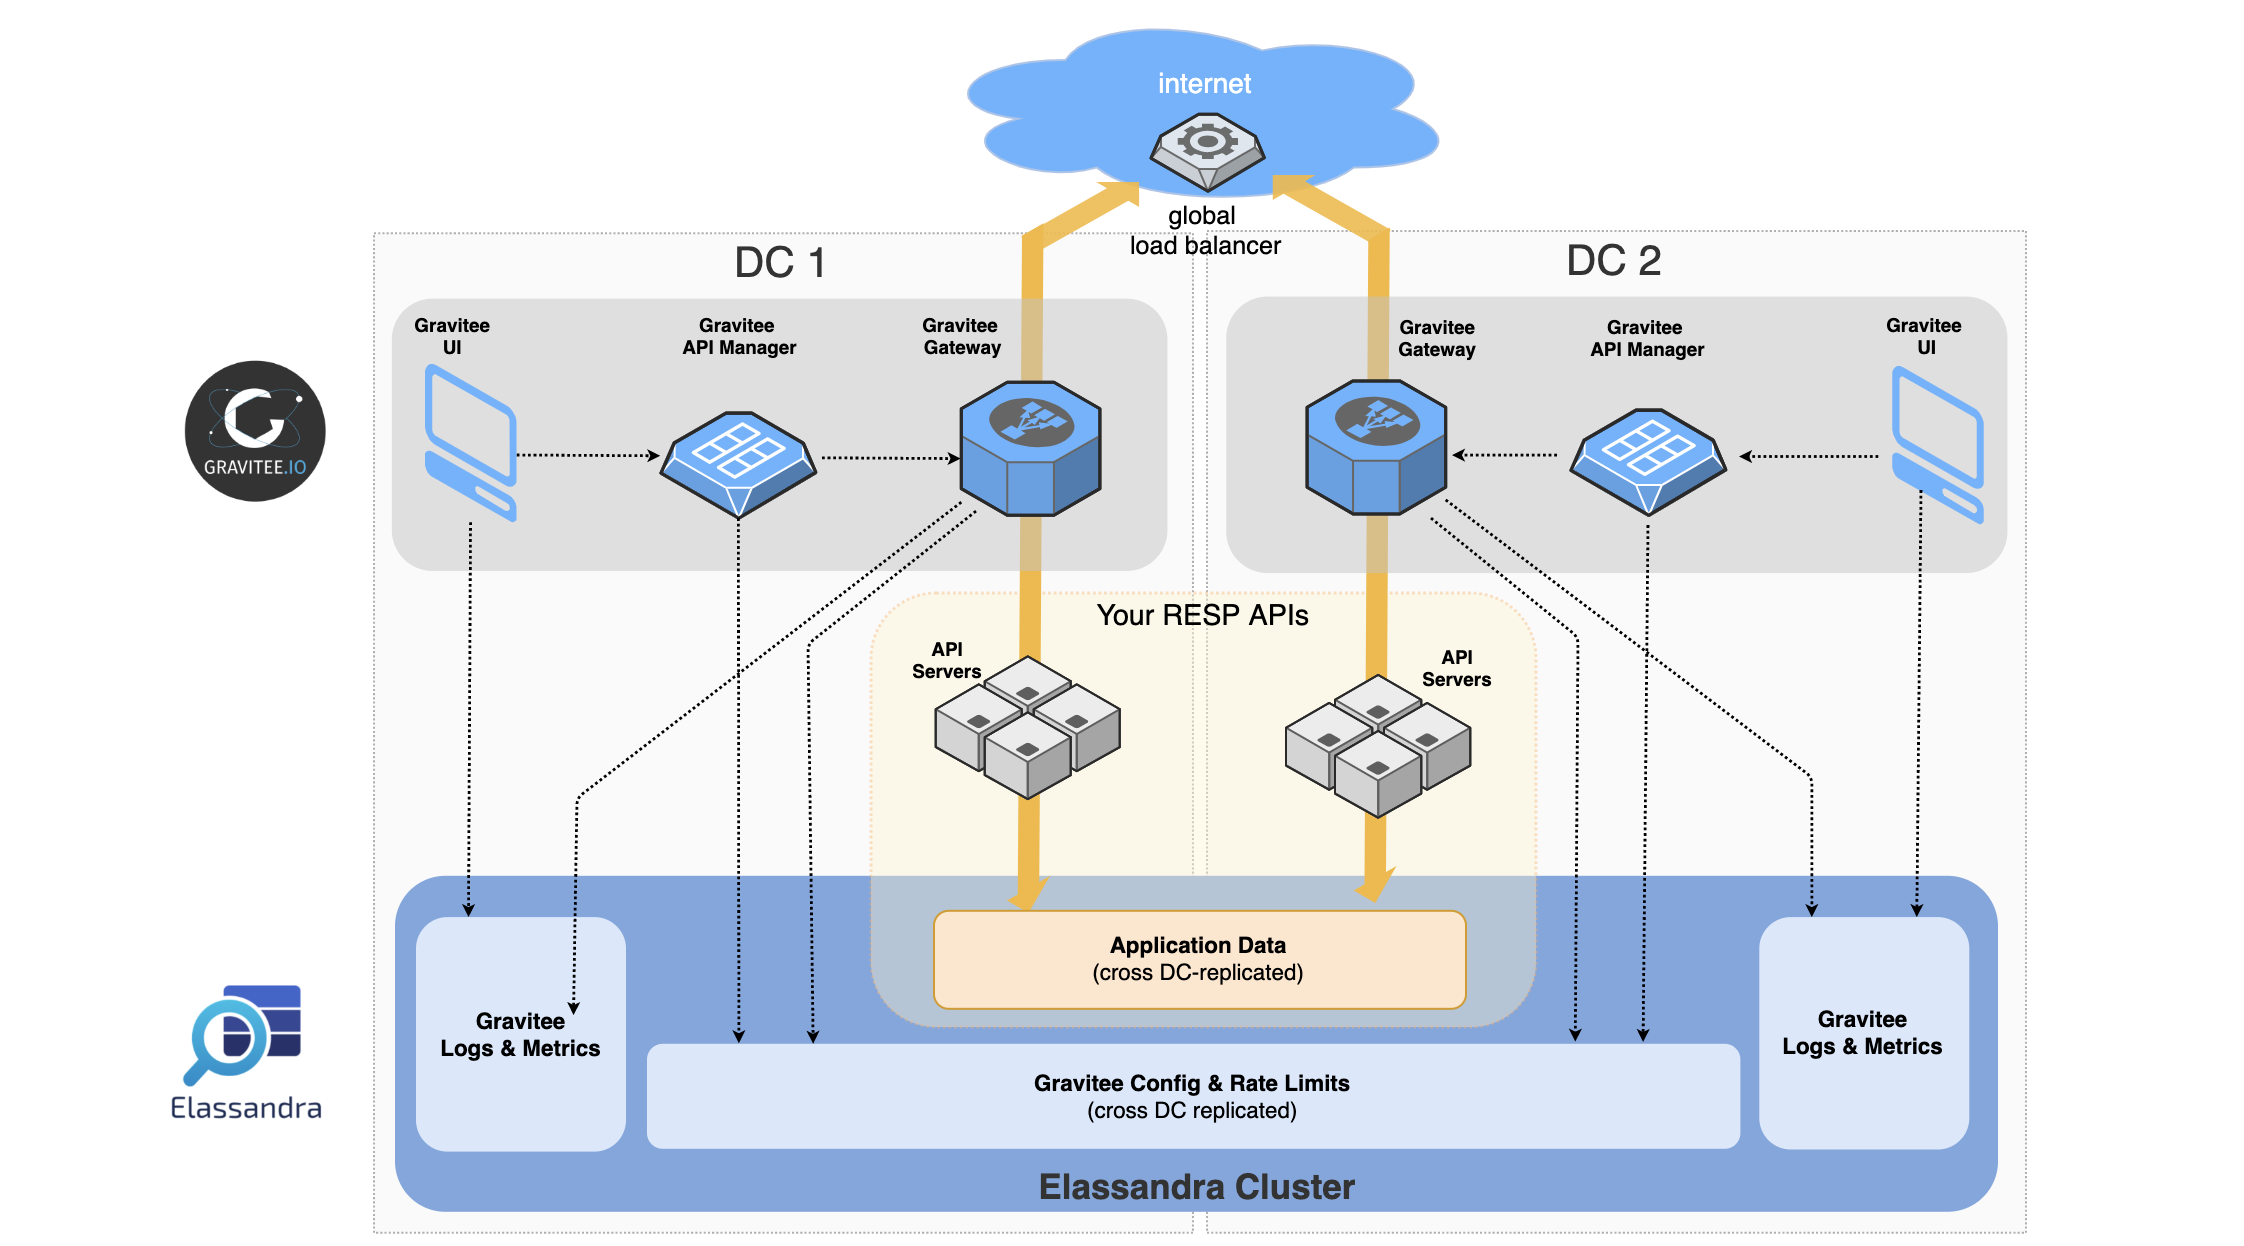 internet
global
load balancer
DC 1
DC 2
Gravitee
UI
Gravitee
API Manager
Gravitee
Gateway
Gravitee
Gateway
Gravitee
API Manager
Gravitee
UI
GRAVITEE.IO
Your RESP APIs
API
Servers
API
Servers
Application Data
(cross DC-replicated)
Gravitee
Logs & Metrics
Gravitee
Logs & Metrics
Gravitee Config & Rate Limits
(cross DC replicated)
Elassandra
Elassandra Cluster